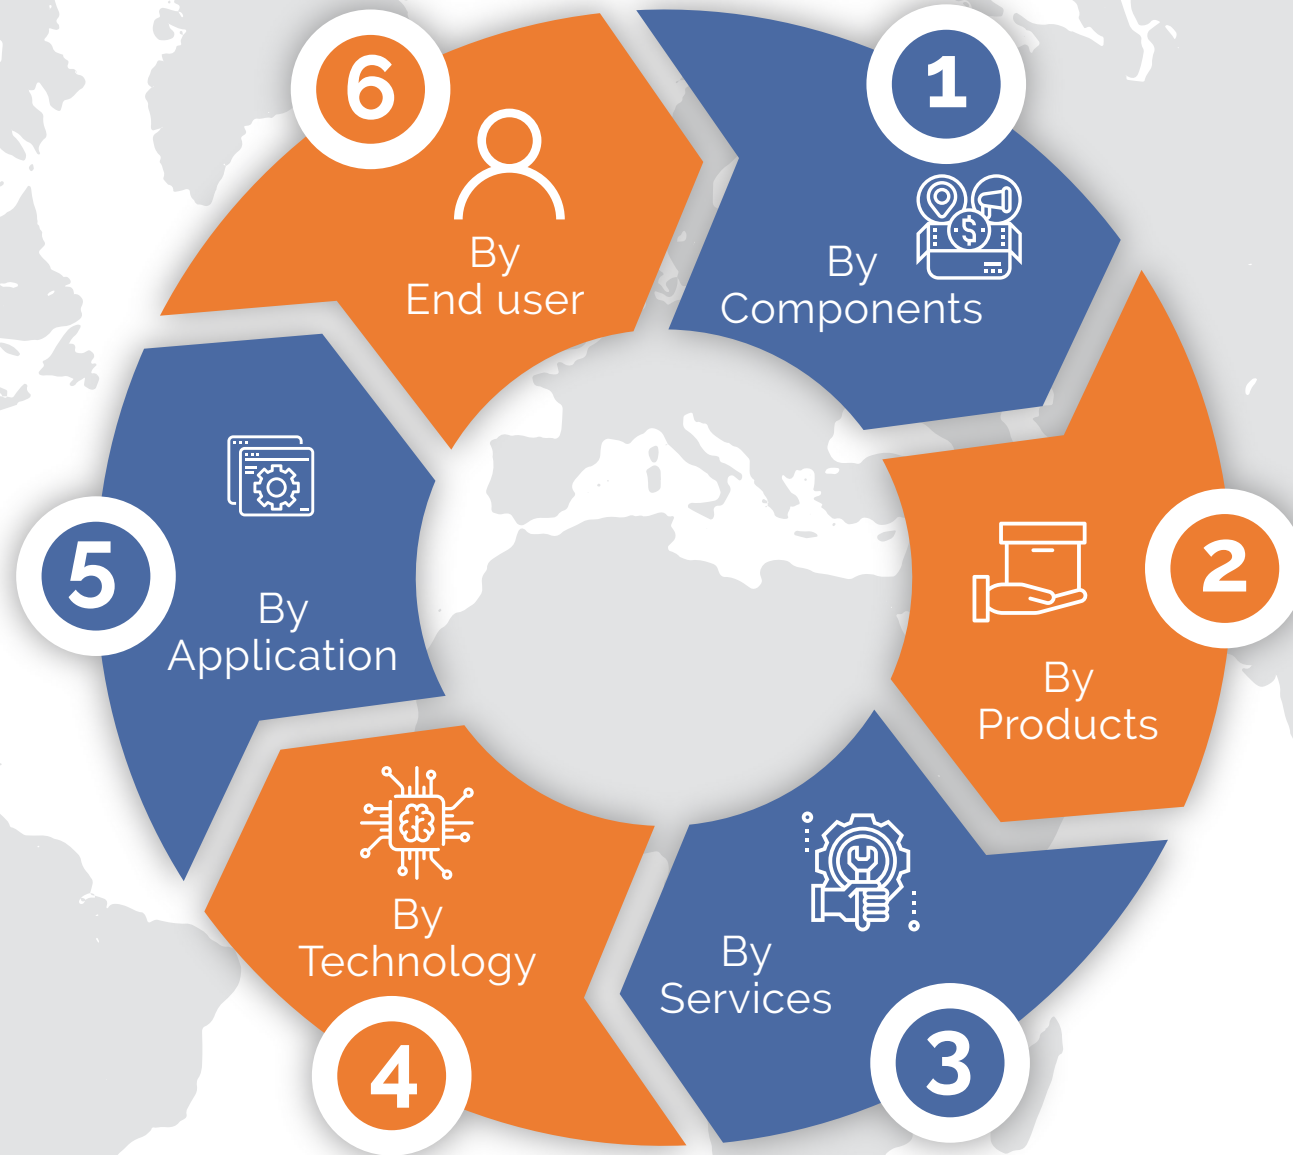 1
By
Components
2
By
Products
3
By
Services
4
By
Technology
5
By
Application
6
By
End user
$